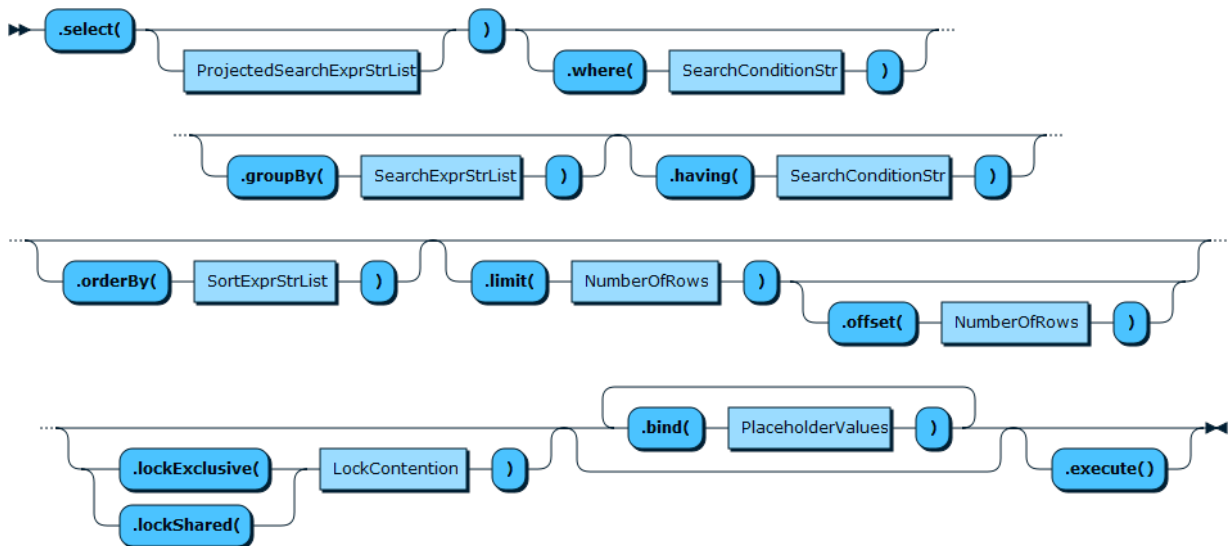 .select( ProjectedSearchExprStrList ) .where( SearchConditionStr )
.groupBy( SearchExprStrList ) .having( SearchConditionStr )
.orderBy( SortExprStrList ) .limit( NumberOfRows ) .offset( NumberOfRows )
.bind( PlaceholderValues )
.lockExclusive( LockContention ) .execute()
.lockShared(